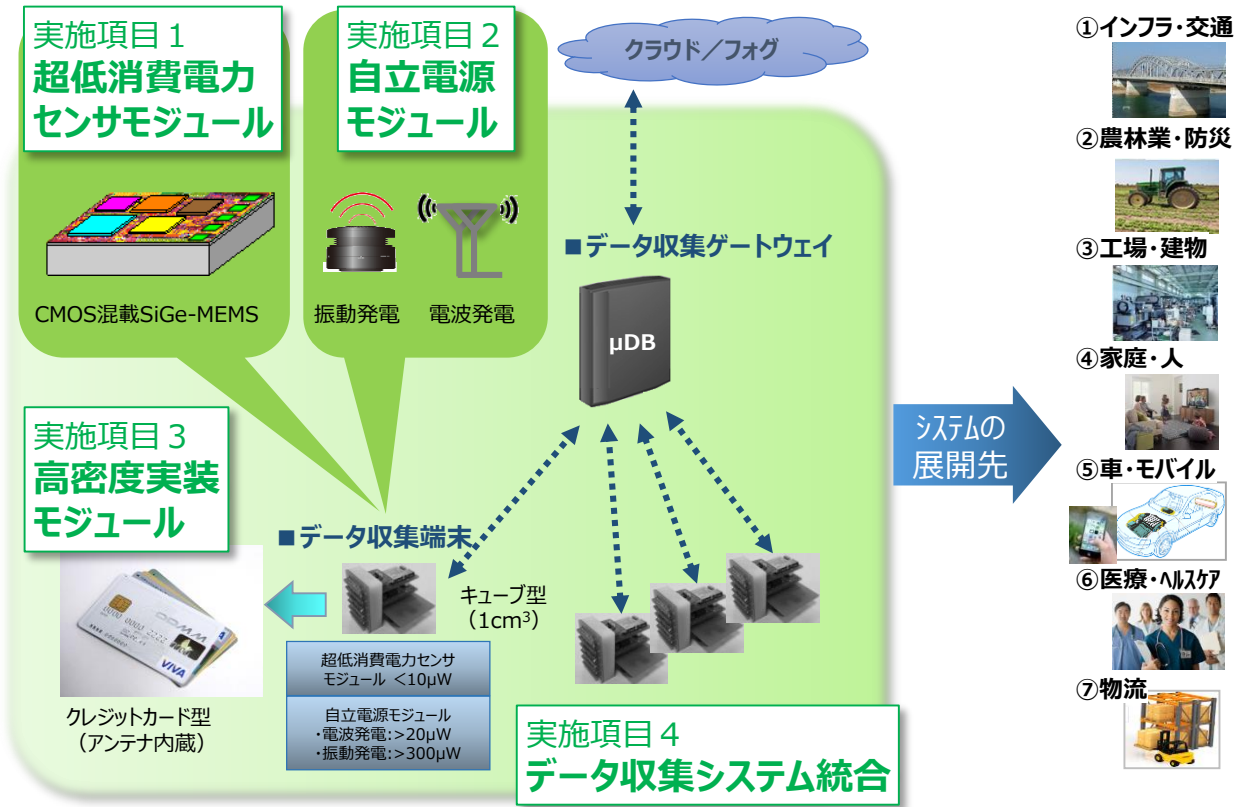 実施項目１
超低消費電力
センサモジュール
CMOS混載SiGe-MEMS
実施項目２
自立電源
モジュール
振動発電
電波発電
クラウド／フォグ
■データ収集ゲートウェイ
μDB
実施項目３
高密度実装
モジュール
■データ収集端末
キューブ型
（1cm³）
クレジットカード型
（アンテナ内蔵）
VIVA
超低消費電力センサ
モジュール ＜10μW
自立電源モジュール
・電波発電:>20μW
・振動発電:>300μW
実施項目４
データ収集システム統合
システムの
展開先
①インフラ・交通
②農林業・防災
③工場・建物
④家庭・人
⑤車・モバイル
⑥医療・ヘルスケア
⑦物流